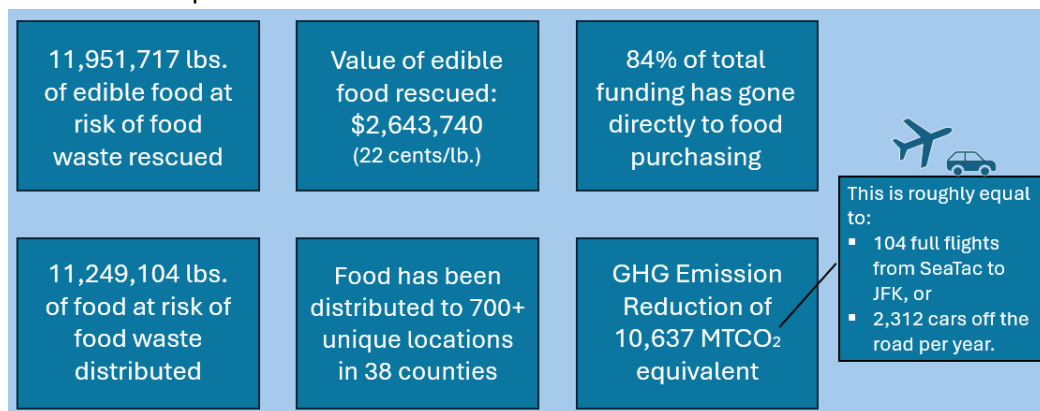 11,951,717 lbs.
of edible food at
risk of food
waste rescued
Value of edible
food rescued:
$2,643,740
(22 cents/lb.)
84% of total
funding has gone
directly to food
purchasing
11,249,104 lbs.
of food at risk of
food waste
distributed
Food has been
distributed to 700+
unique locations
in 38 counties
GHG Emission
Reduction of
10,637 MTCO₂
equivalent
This is roughly equal
to:
▪ 104 full flights
from SeaTac to
JFK, or
▪ 2,312 cars off the
road per year.